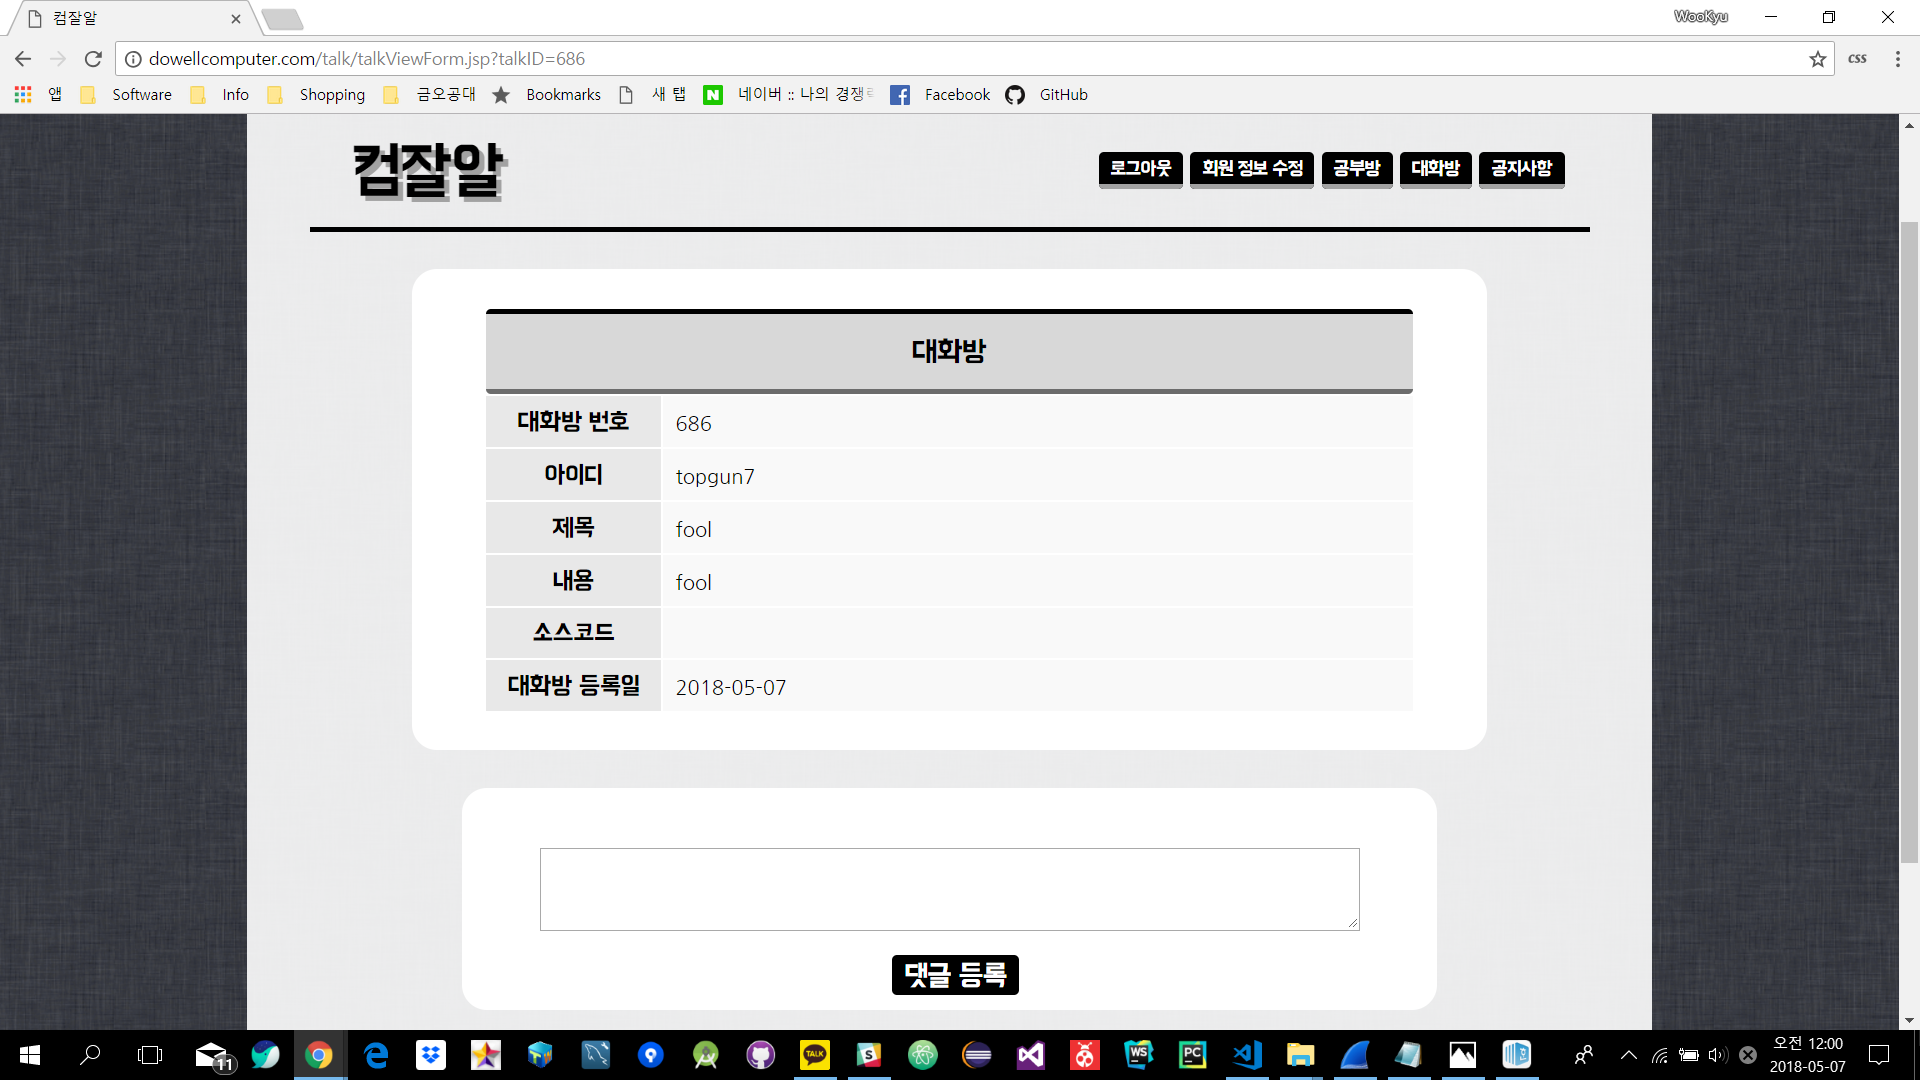 컴잘알
WooKyu
dowellcomputer.com/talk/talkViewForm.jsp?talkID=686
css
앱 Software Info Shopping 금오공대 Bookmarks 새 탭 네이버 :: 나의 경쟁 Facebook GitHub
컴잘알
로그아웃 회원 정보 수정 공부방 대화방 공지사항
대화방
대화방 번호 686
아이디 topgun7
제목 fool
내용 fool
소스코드
대화방 등록일 2018-05-07
댓글 등록
11
TALK
WS
PC
오전 12:00
2018-05-07